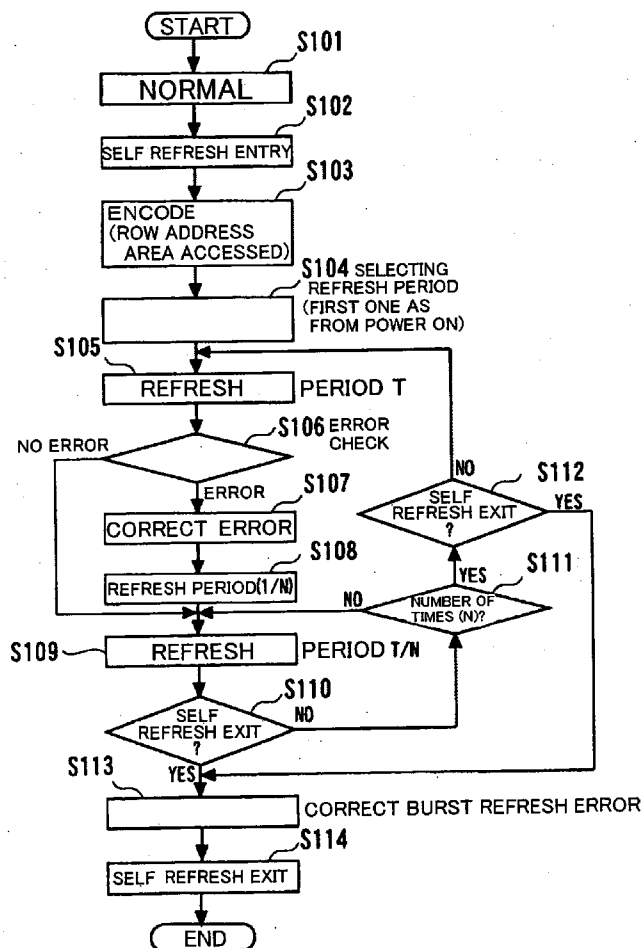 START
S101
NORMAL
S102
SELF REFRESH ENTRY
S103
ENCODE
(ROW ADDRESS
AREA ACCESSED)
S104 SELECTING
REFRESH PERIOD
(FIRST ONE AS
FROM POWER ON)
S105
REFRESH PERIOD T
S106 ERROR
CHECK
NO ERROR
ERROR
S107
CORRECT ERROR
S108
REFRESH PERIOD(1/N)
S109
REFRESH PERIOD T/N
S110
SELF
REFRESH EXIT
?
NO
YES
S111
NUMBER OF
TIMES (N)?
NO
YES
S112
SELF
REFRESH EXIT
?
NO
YES
S113
CORRECT BURST REFRESH ERROR
S114
SELF REFRESH EXIT
END